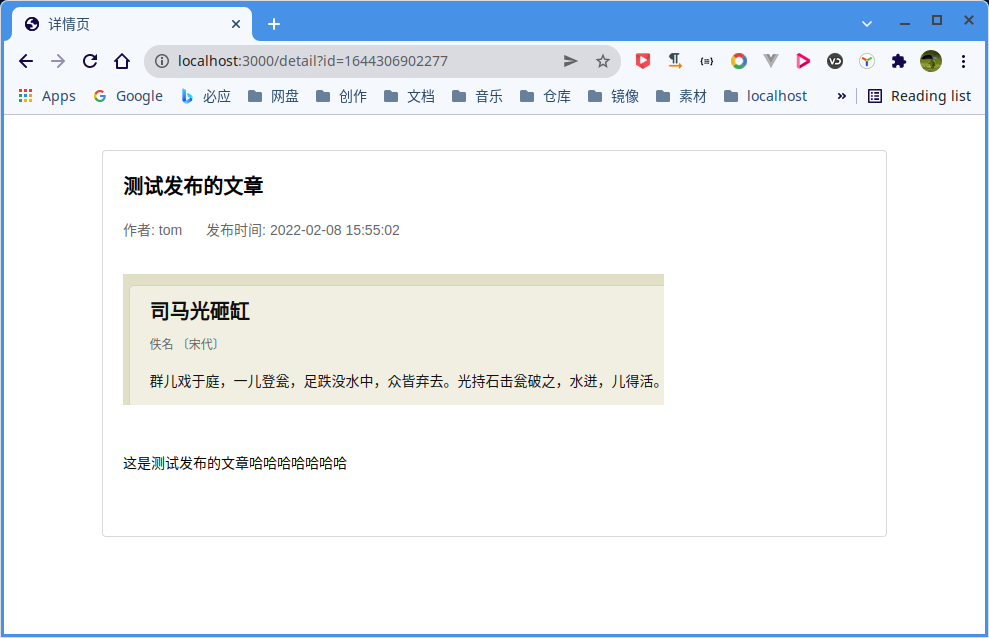 详情页
localhost:3000/detail?id=1644306902277
Apps Google 必应 网盘 创作 文档 音乐 仓库 镜像 素材 localhost » Reading list
测试发布的文章
作者: tom 发布时间: 2022-02-08 15:55:02
司马光砸缸
佚名 〔宋代〕
群儿戏于庭，一儿登瓮，足跌没水中，众皆弃去。光持石击瓮破之，水迸，儿得活。
这是测试发布的文章哈哈哈哈哈哈哈